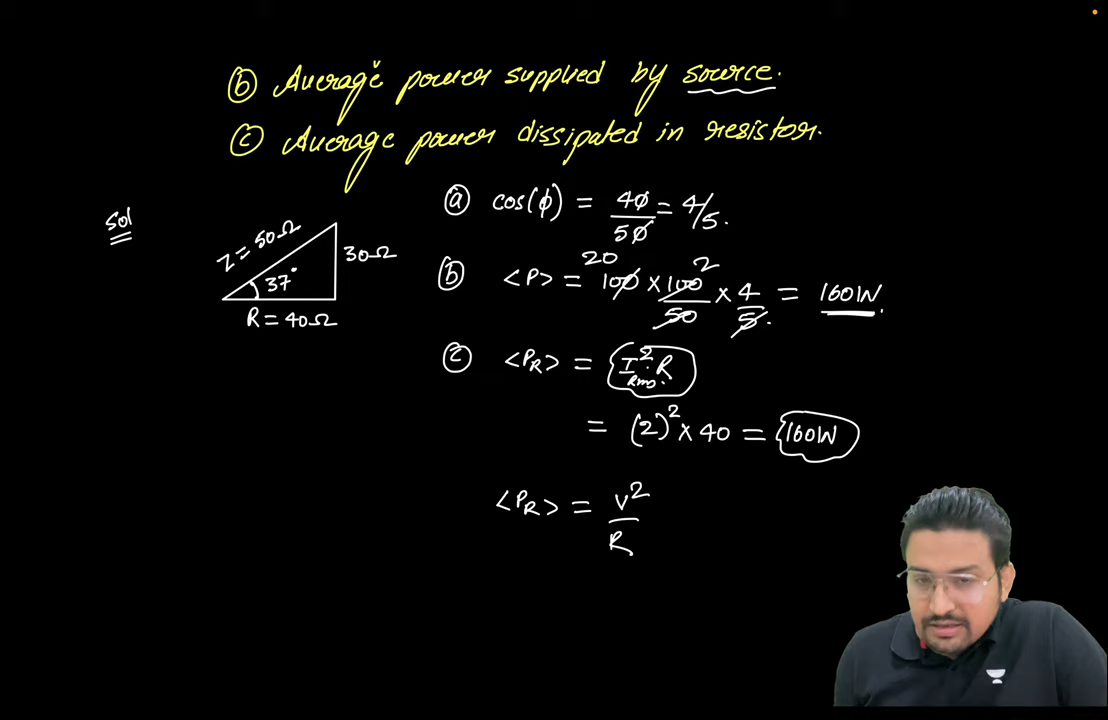 ⓑ Average power supplied by source.
ⓒ Average power dissipated in resistor.
Sol
Z = 50Ω
30Ω
37°
R = 40Ω
ⓐ cos(ϕ) = 40/50 = 4/5.
20 2
ⓑ <P> = 100 × 100/50 × 4/5. = 160W.
ⓒ <P_R> = I²_Rms. R
= (2)² × 40 = 160W
<P_R> = V²/R